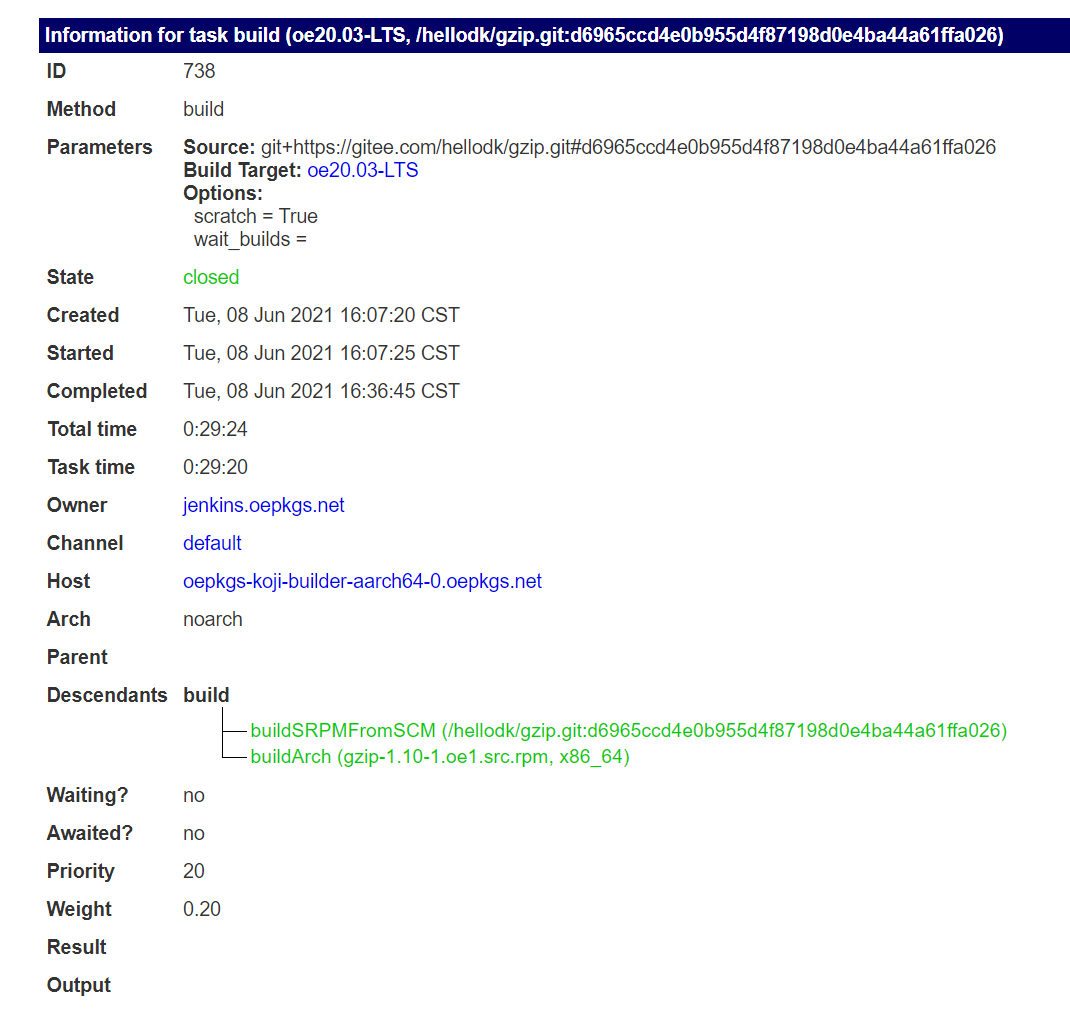 Information for task build (oe20.03-LTS, /hellodk/gzip.git:d6965ccd4e0b955d4f87198d0e4ba44a61ffa026)
ID 738
Method build
Parameters Source: git+https://gitee.com/hellodk/gzip.git#d6965ccd4e0b955d4f87198d0e4ba44a61ffa026
Build Target: oe20.03-LTS
Options:
scratch = True
wait_builds =
State closed
Created Tue, 08 Jun 2021 16:07:20 CST
Started Tue, 08 Jun 2021 16:07:25 CST
Completed Tue, 08 Jun 2021 16:36:45 CST
Total time 0:29:24
Task time 0:29:20
Owner jenkins.oepkgs.net
Channel default
Host oepkgs-koji-builder-aarch64-0.oepkgs.net
Arch noarch
Parent
Descendants build
buildSRPMFromSCM (/hellodk/gzip.git:d6965ccd4e0b955d4f87198d0e4ba44a61ffa026)
buildArch (gzip-1.10-1.oe1.src.rpm, x86_64)
Waiting? no
Awaited? no
Priority 20
Weight 0.20
Result
Output